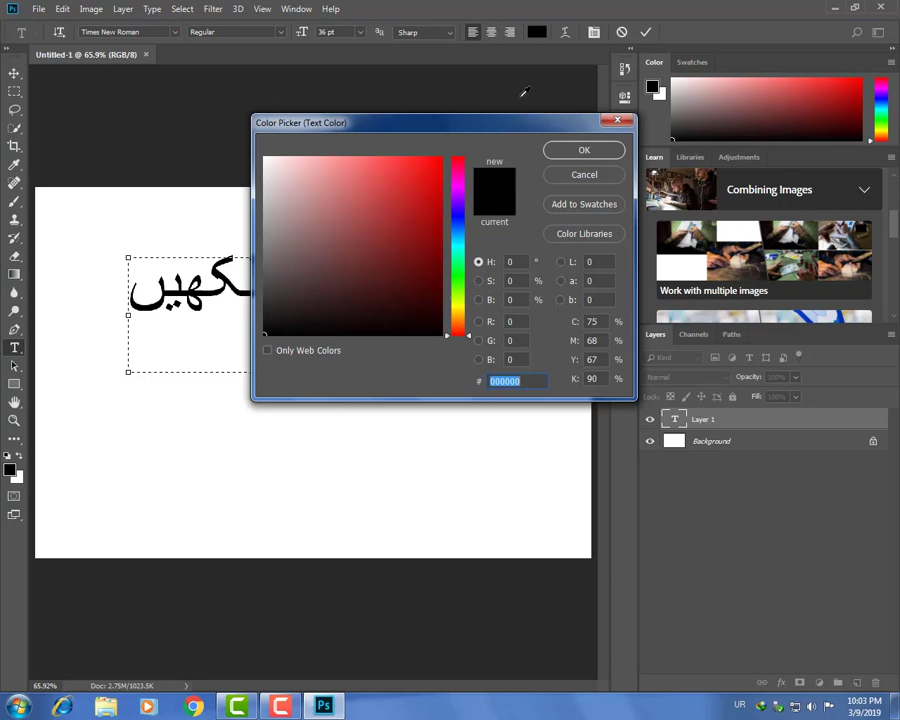 Ps File Edit Image Layer Type Select Filter 3D View Window Help
T Times New Roman Regular 36 pt Sharp
Untitled-1 @ 65.9% (RGB/8)
Color Swatches
Color Picker (Text Color)
new
OK
Cancel
current
Add to Swatches
Color Libraries
H: 0 ° L: 0
S: 0 % a: 0
B: 0 % b: 0
R: 0 C: 75 %
G: 0 M: 68 %
B: 0 Y: 67 %
# 000000 K: 90 %
Only Web Colors
Learn Libraries Adjustments
Combining Images
Work with multiple images
Layers Channels Paths
Kind
Normal Opacity: 100%
Lock: Fill: 100%
T Layer 1
Background
65.92% Doc: 2.75M/1023.5K
UR 10:03 PM
3/9/2019